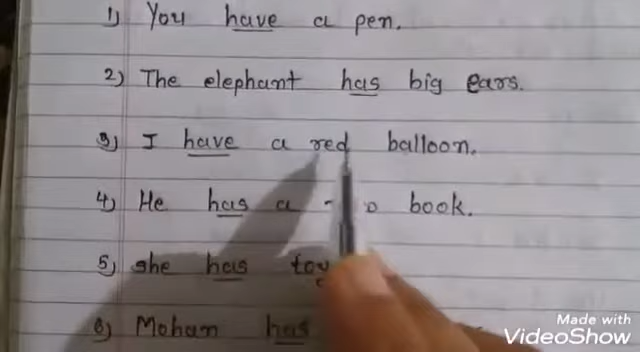 1) You have a pen.
2) The elephant has big ears.
3) I have a red balloon.
4) He has a book.
5) she has
6) Mohan has
Made with
VideoShow